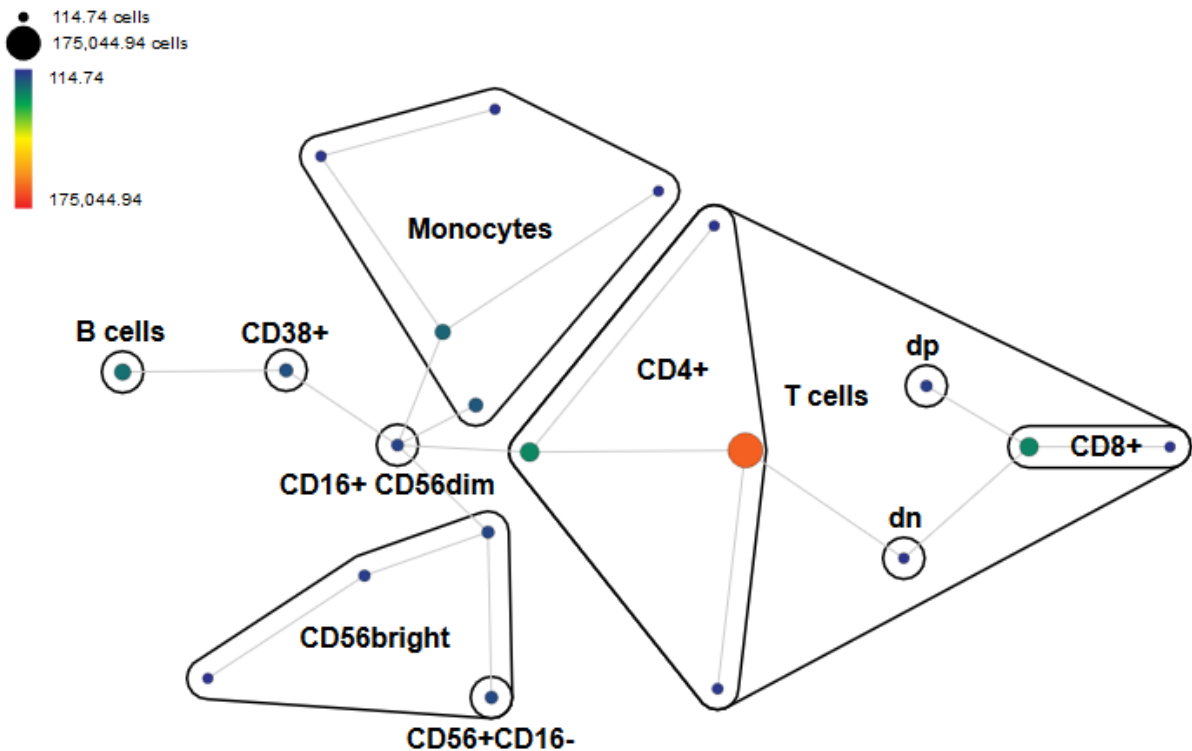 114.74 cells
175,044.94 cells
114.74
175,044.94
Monocytes
B cells
CD38+
dp
CD4+
T cells
CD8+
CD16+ CD56dim
dn
CD56bright
CD56+CD16-